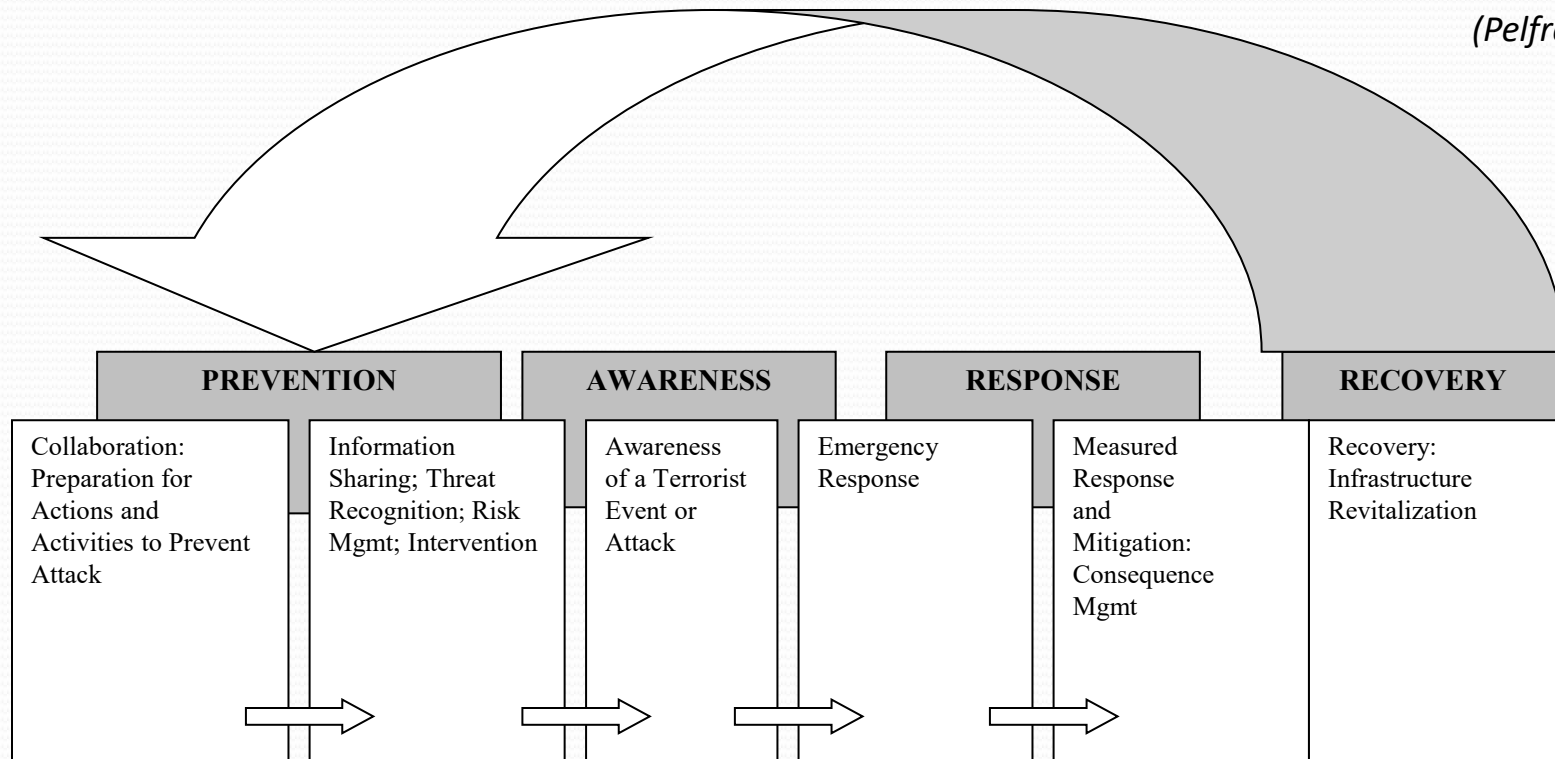 PREVENTION
AWARENESS
RESPONSE
RECOVERY
Collaboration:
Preparation for
Actions and
Activities to Prevent
Attack
Information
Sharing; Threat
Recognition; Risk
Mgmt; Intervention
Awareness
of a Terrorist
Event or
Attack
Emergency
Response
Measured
Response
and
Mitigation:
Consequence
Mgmt
Recovery:
Infrastructure
Revitalization